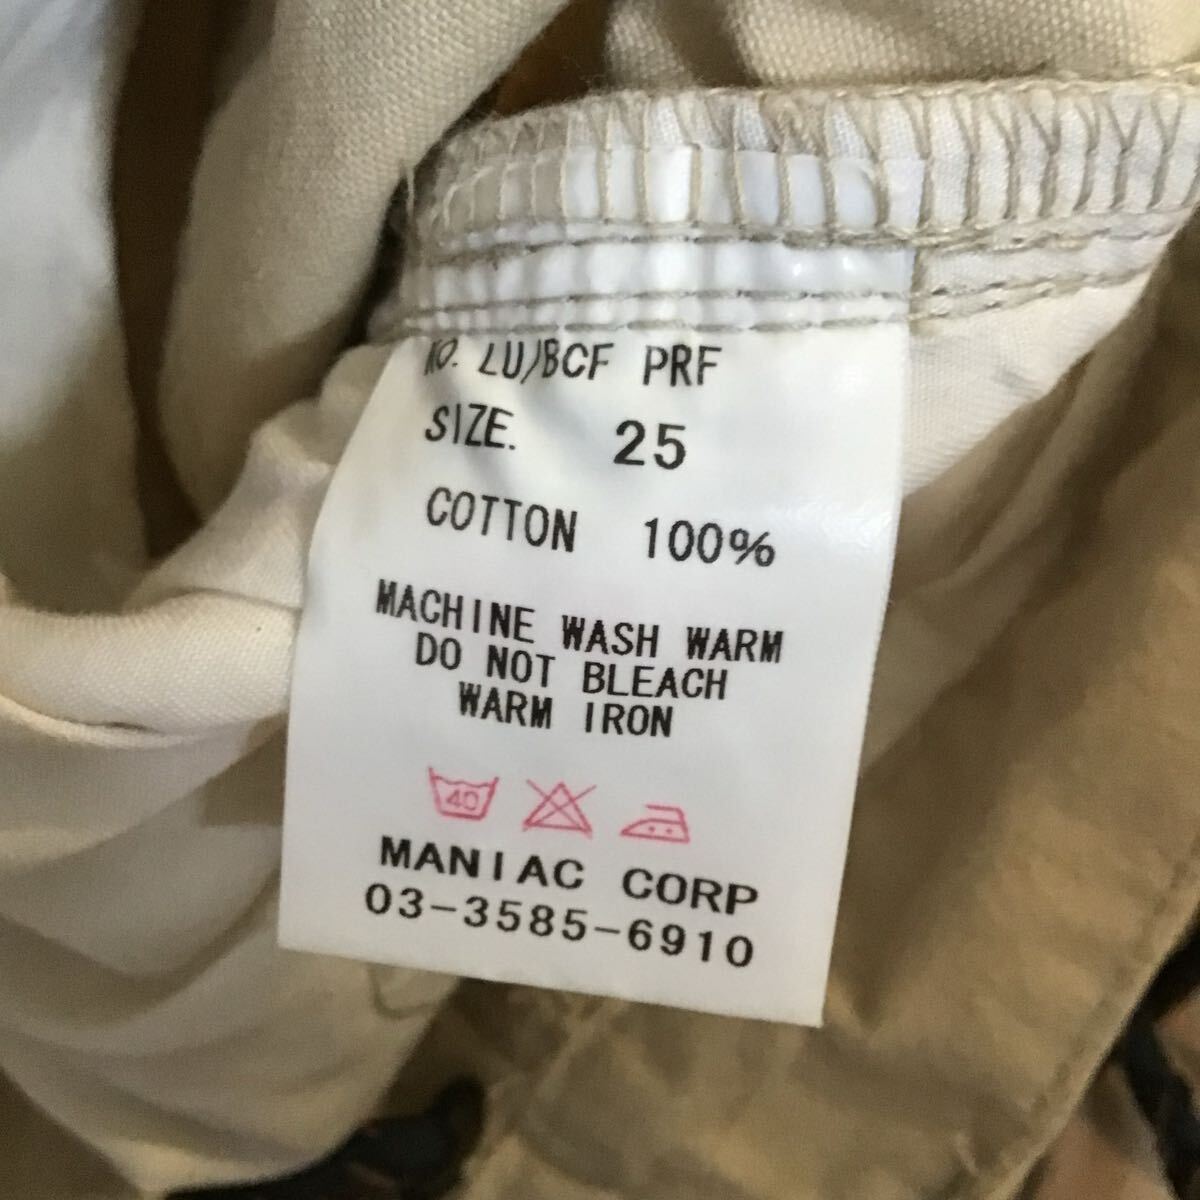 NO. LU/BCF PRF
SIZE. 25
COTTON 100%
MACHINE WASH WARM
DO NOT BLEACH
WARM IRON
40
MANIAC CORP
03-3585-6910